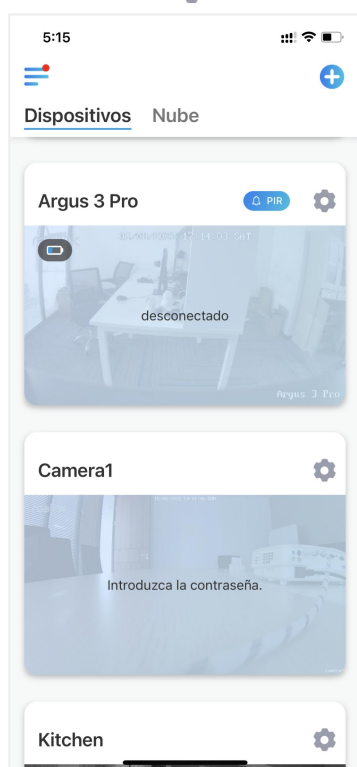 5:15
Dispositivos Nube
Argus 3 Pro
PIR
desconectado
Argus 3 Pro
Camera1
Introduzca la contraseña.
Kitchen